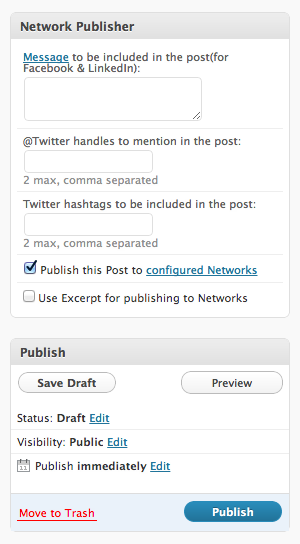 Network Publisher
Message to be included in the post(for
Facebook & LinkedIn):
@Twitter handles to mention in the post:
2 max, comma separated
Twitter hashtags to be included in the post:
2 max, comma separated
Publish this Post to configured Networks
Use Excerpt for publishing to Networks
Publish
Save Draft Preview
Status: Draft Edit
Visibility: Public Edit
Publish immediately Edit
Move to Trash Publish